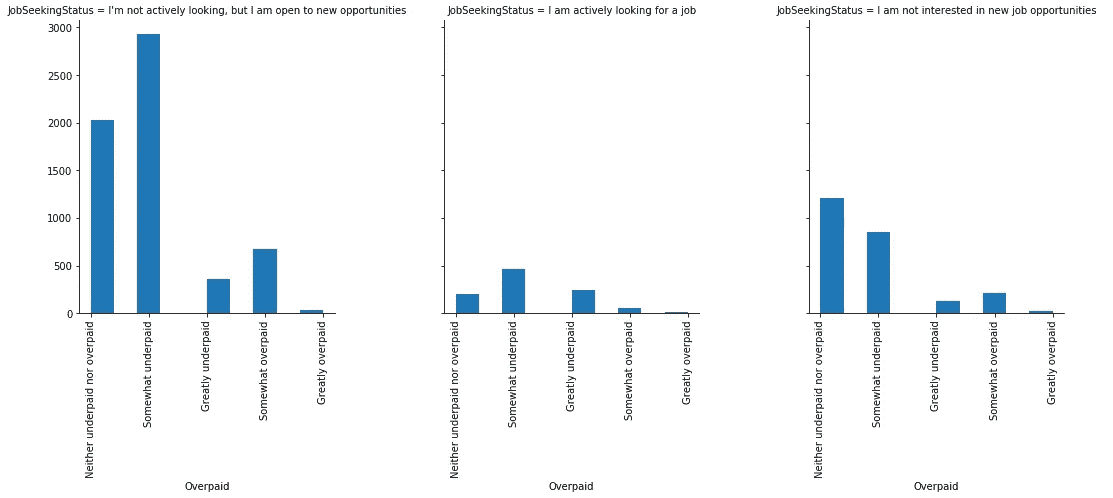 JobSeekingStatus = I'm not actively looking, but I am open to new opportunities
JobSeekingStatus = I am actively looking for a job
JobSeekingStatus = I am not interested in new job opportunities
3000
2500
2000
1500
1000
500
0
Neither underpaid nor overpaid
Somewhat underpaid
Greatly underpaid
Somewhat overpaid
Greatly overpaid
Overpaid
Neither underpaid nor overpaid
Somewhat underpaid
Greatly underpaid
Somewhat overpaid
Greatly overpaid
Overpaid
Neither underpaid nor overpaid
Somewhat underpaid
Greatly underpaid
Somewhat overpaid
Greatly overpaid
Overpaid